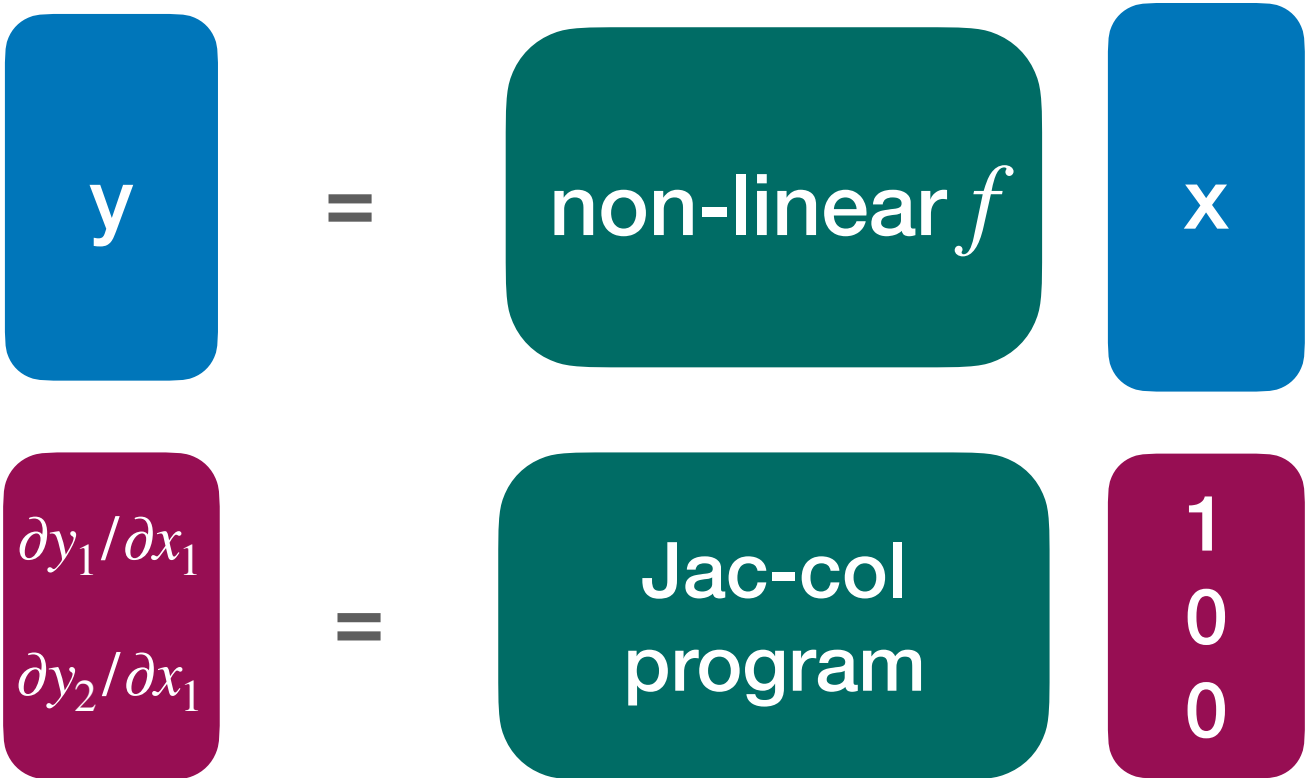 y = non-linear f x
∂y₁/∂x₁ = Jac-col program 1
∂y₂/∂x₁ 0
0